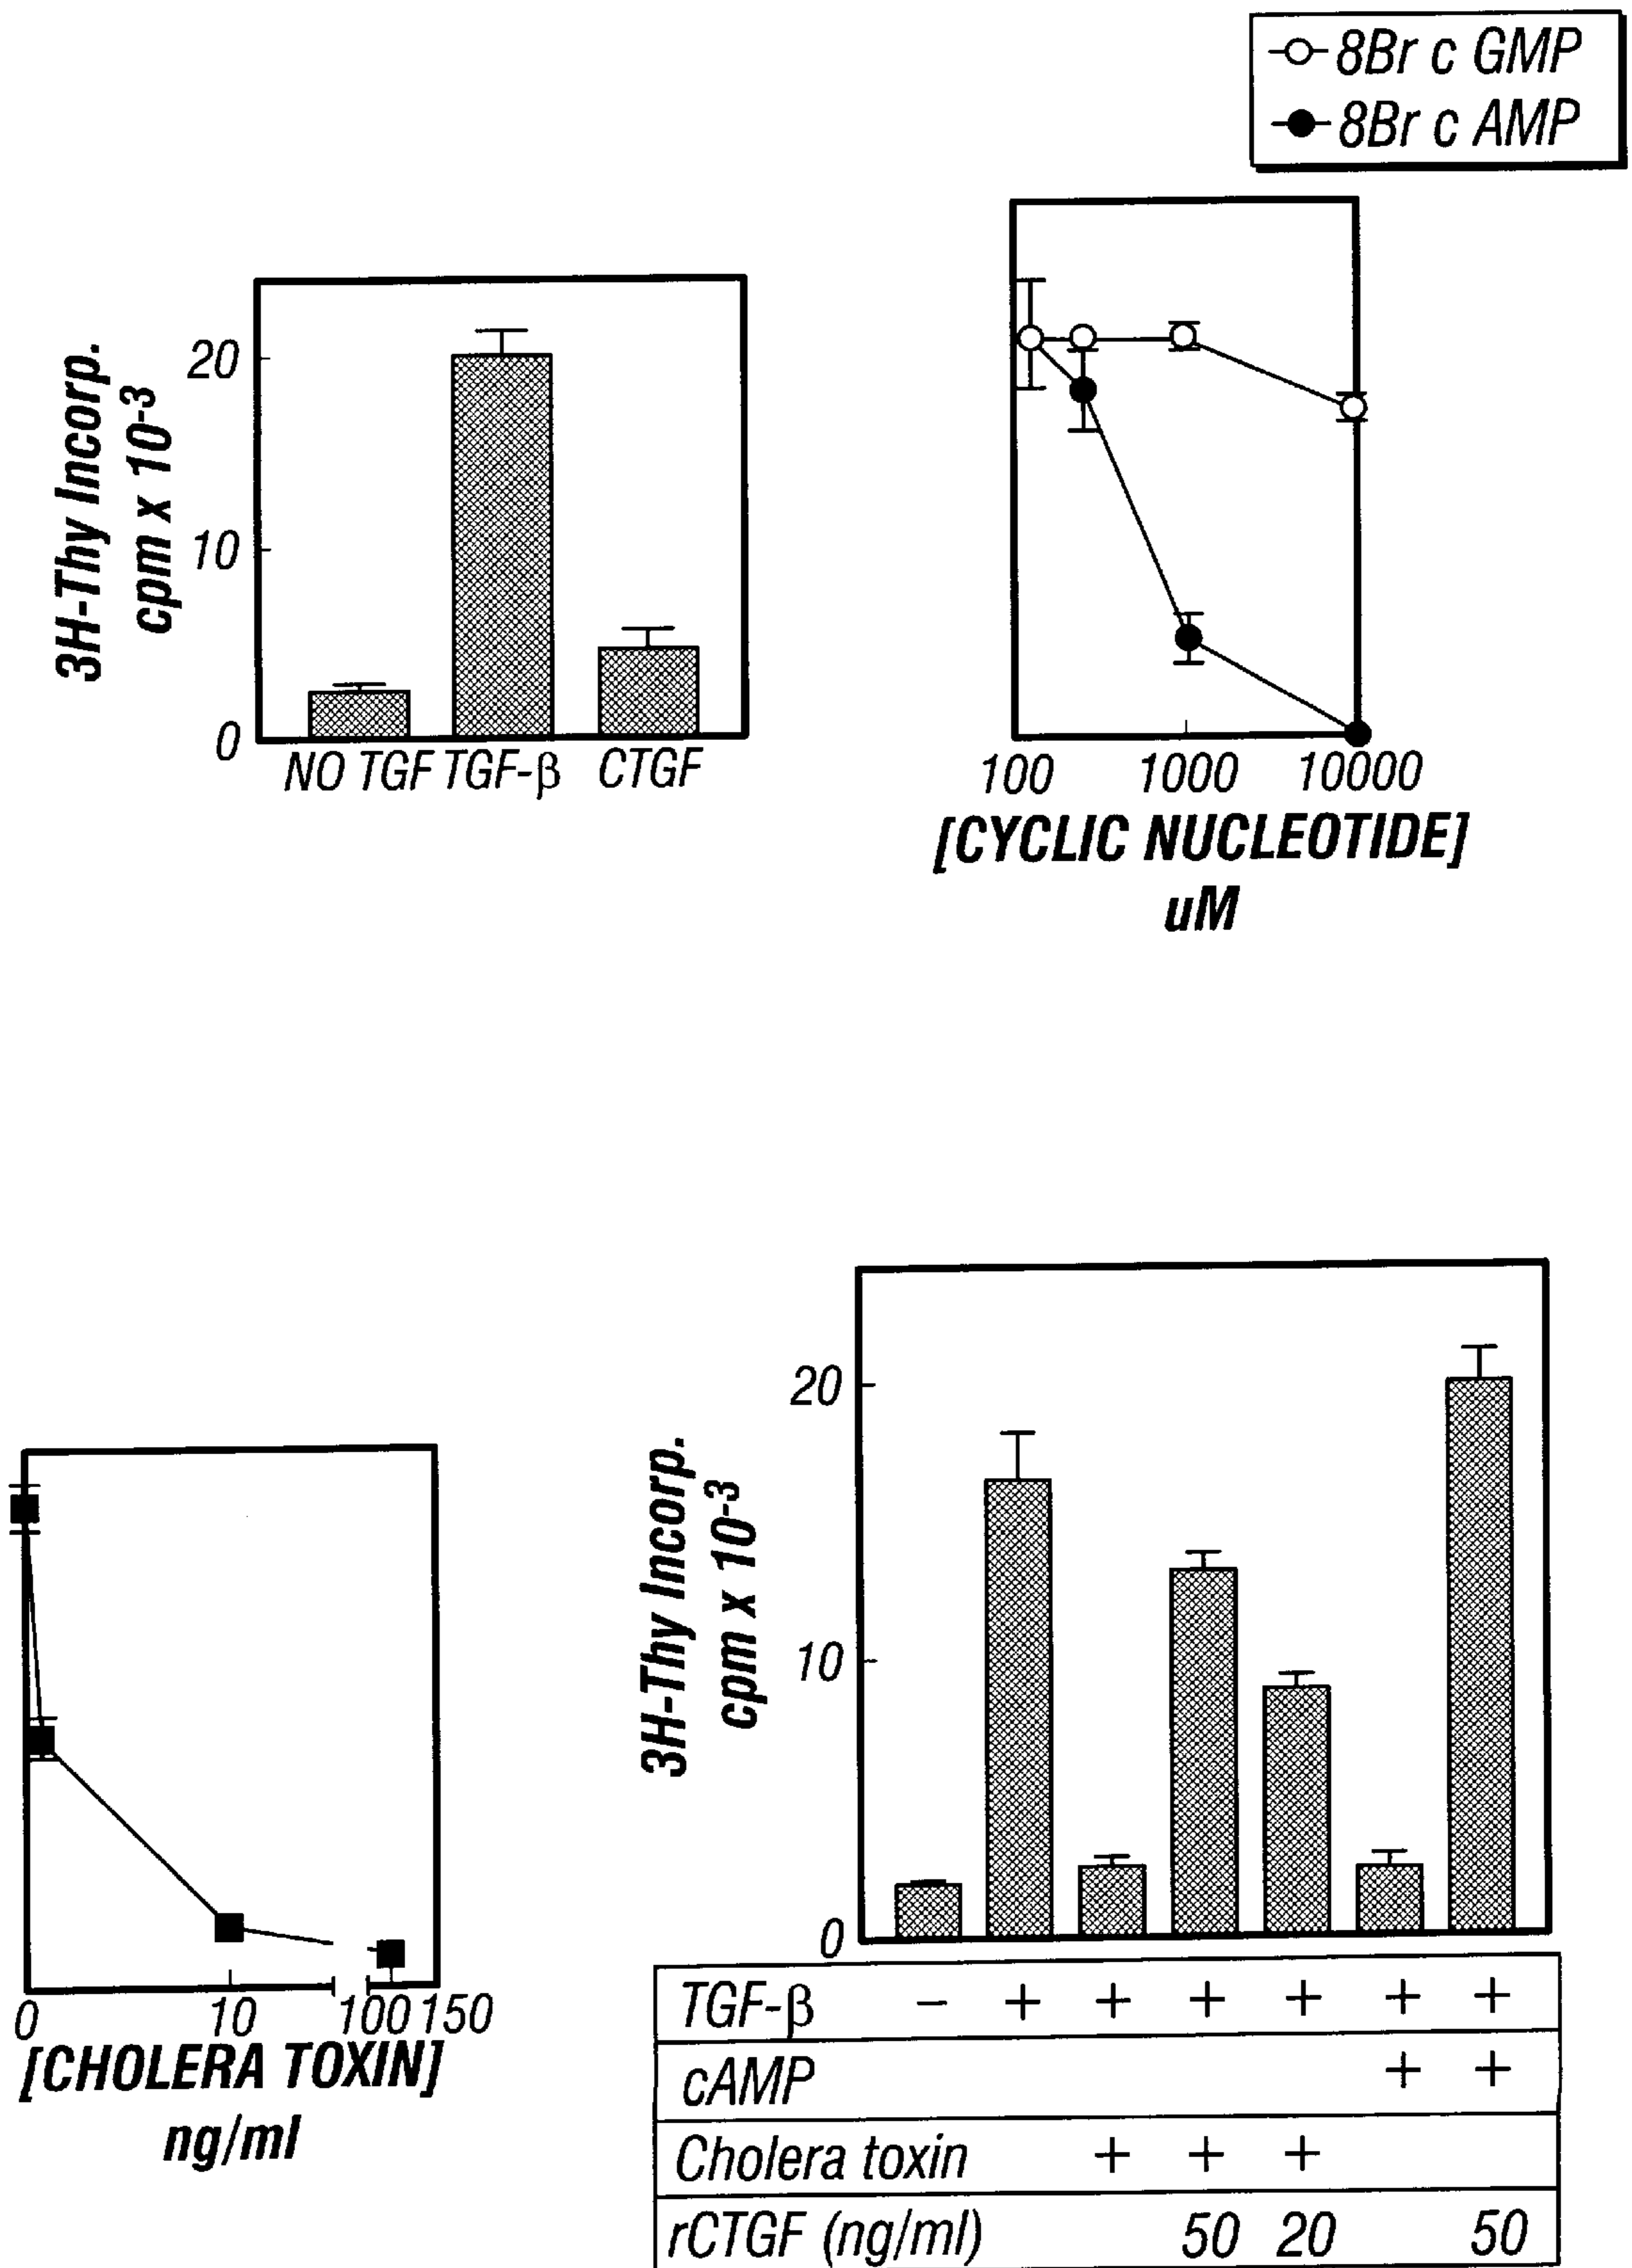 8Br c GMP
8Br c AMP
3H-Thy Incorp.
cpm x 10-3
20
10
0
NO TGF TGF-β CTGF
100 1000 10000
[CYCLIC NUCLEOTIDE]
uM
0 10 100 150
[CHOLERA TOXIN]
ng/ml
3H-Thy Incorp.
cpm x 10-3
20
10
0
TGF-β – + + + + + +
cAMP + +
Cholera toxin + + +
rCTGF (ng/ml) 50 20 50